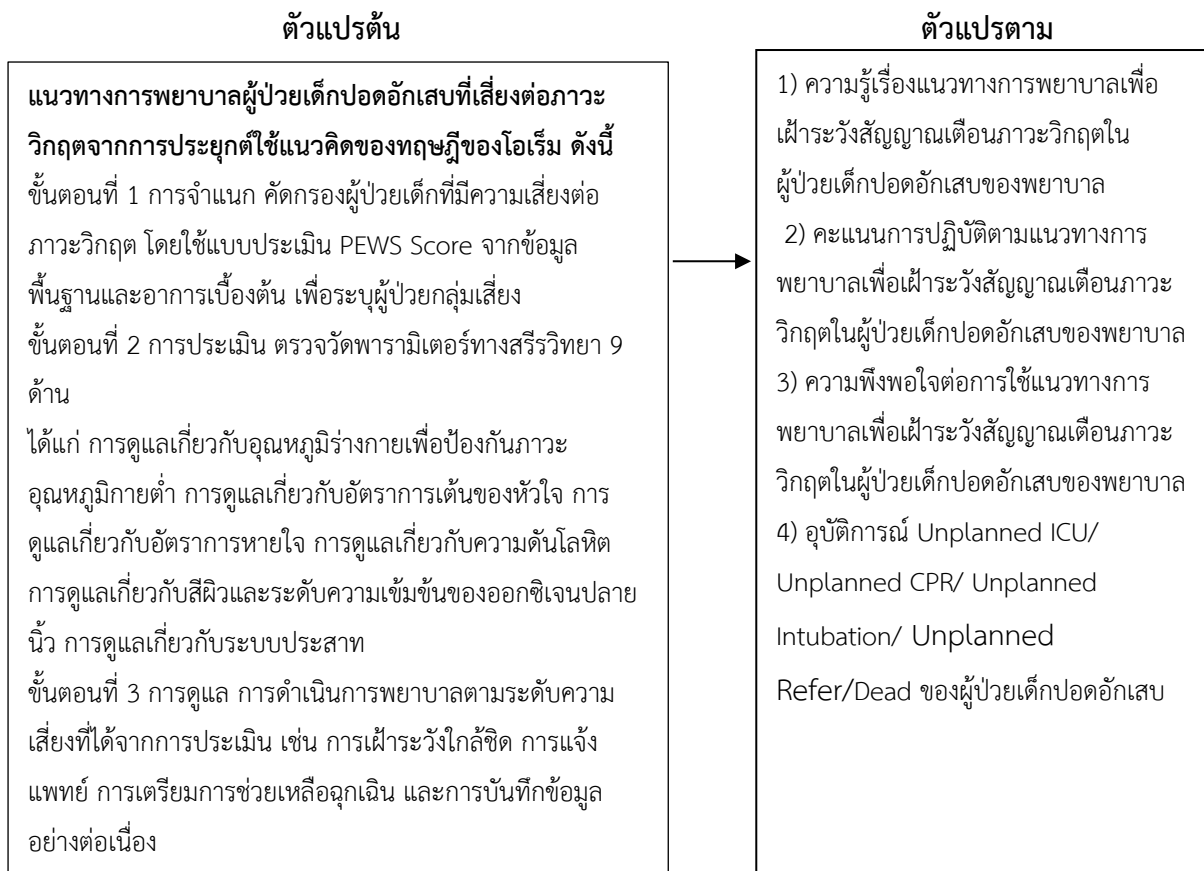 ตัวแปรต้น
แนวทางการพยาบาลผู้ป่วยเด็กปอดอักเสบที่เสี่ยงต่อภาวะ
วิกฤตจากการประยุกต์ใช้แนวคิดของทฤษฎีของโอเร็ม ดังนี้
ขั้นตอนที่ 1 การจำแนก คัดกรองผู้ป่วยเด็กที่มีความเสี่ยงต่อ
ภาวะวิกฤต โดยใช้แบบประเมิน PEWS Score จากข้อมูล
พื้นฐานและอาการเบื้องต้น เพื่อระบุผู้ป่วยกลุ่มเสี่ยง
ขั้นตอนที่ 2 การประเมิน ตรวจวัดพารามิเตอร์ทางสรีรวิทยา 9
ด้าน
ได้แก่ การดูแลเกี่ยวกับอุณหภูมิร่างกายเพื่อป้องกันภาวะ
อุณหภูมิกายต่ำ การดูแลเกี่ยวกับอัตราการเต้นของหัวใจ การ
ดูแลเกี่ยวกับอัตราการหายใจ การดูแลเกี่ยวกับความดันโลหิต
การดูแลเกี่ยวกับสีผิวและระดับความเข้มข้นของออกซิเจนปลาย
นิ้ว การดูแลเกี่ยวกับระบบประสาท
ขั้นตอนที่ 3 การดูแล การดำเนินการพยาบาลตามระดับความ
เสี่ยงที่ได้จากการประเมิน เช่น การเฝ้าระวังใกล้ชิด การแจ้ง
แพทย์ การเตรียมการช่วยเหลือฉุกเฉิน และการบันทึกข้อมูล
อย่างต่อเนื่อง
ตัวแปรตาม
1) ความรู้เรื่องแนวทางการพยาบาลเพื่อ
เฝ้าระวังสัญญาณเตือนภาวะวิกฤตใน
ผู้ป่วยเด็กปอดอักเสบของพยาบาล
2) คะแนนการปฏิบัติตามแนวทางการ
พยาบาลเพื่อเฝ้าระวังสัญญาณเตือนภาวะ
วิกฤตในผู้ป่วยเด็กปอดอักเสบของพยาบาล
3) ความพึงพอใจต่อการใช้แนวทางการ
พยาบาลเพื่อเฝ้าระวังสัญญาณเตือนภาวะ
วิกฤตในผู้ป่วยเด็กปอดอักเสบของพยาบาล
4) อุบัติการณ์ Unplanned ICU/
Unplanned CPR/ Unplanned
Intubation/ Unplanned
Refer/Dead ของผู้ป่วยเด็กปอดอักเสบ